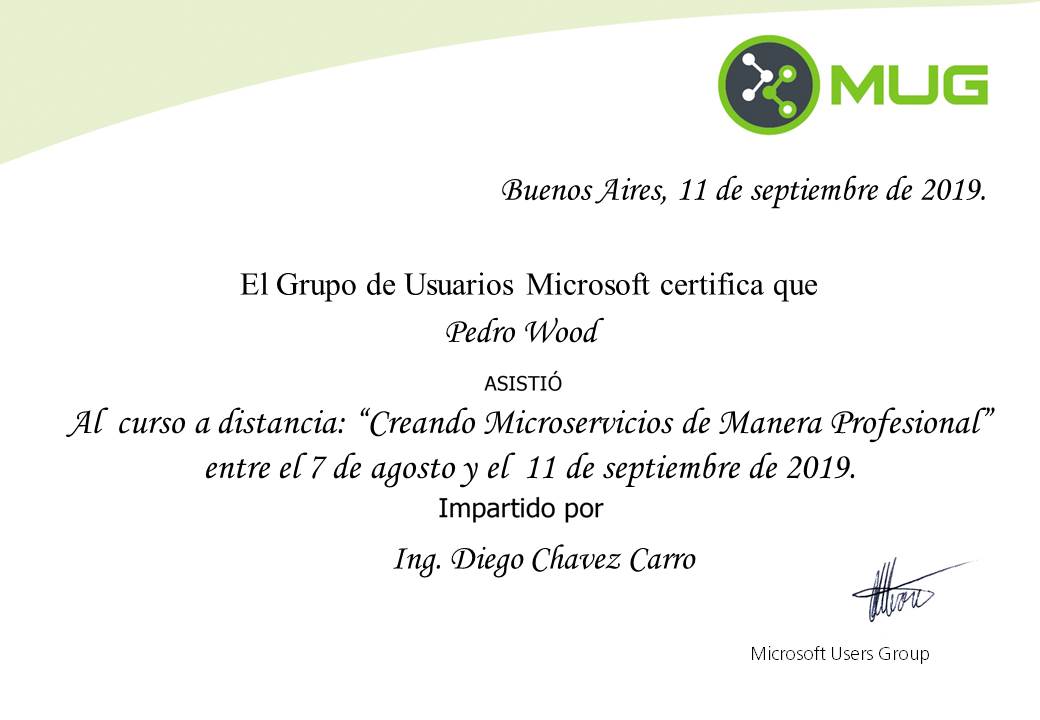 MUG
Buenos Aires, 11 de septiembre de 2019.
El Grupo de Usuarios Microsoft certifica que
Pedro Wood
ASISTIÓ
Al curso a distancia: “Creando Microservicios de Manera Profesional”
entre el 7 de agosto y el 11 de septiembre de 2019.
Impartido por
Ing. Diego Chavez Carro
Microsoft Users Group